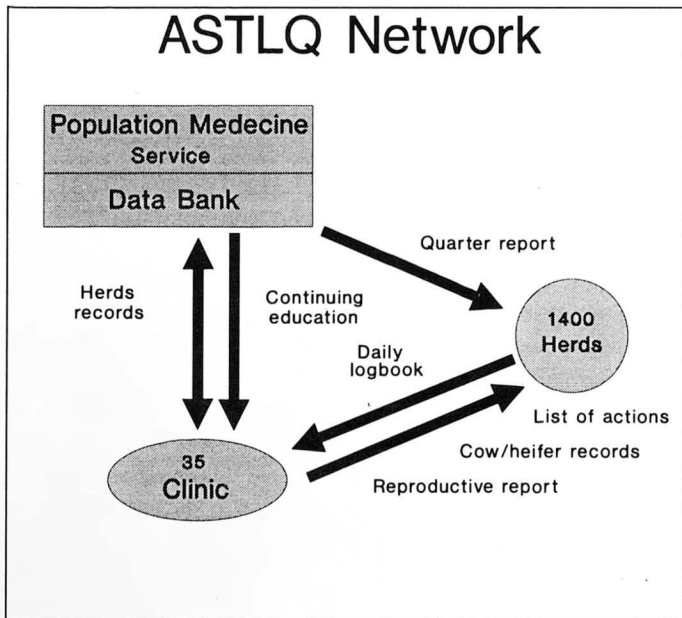 ASTLQ Network
Population Medecine
Service
Data Bank
Quarter report
Herds
records
Continuing
education
1400
Herds
Daily
logbook
List of actions
35
Clinic
Cow/heifer records
Reproductive report